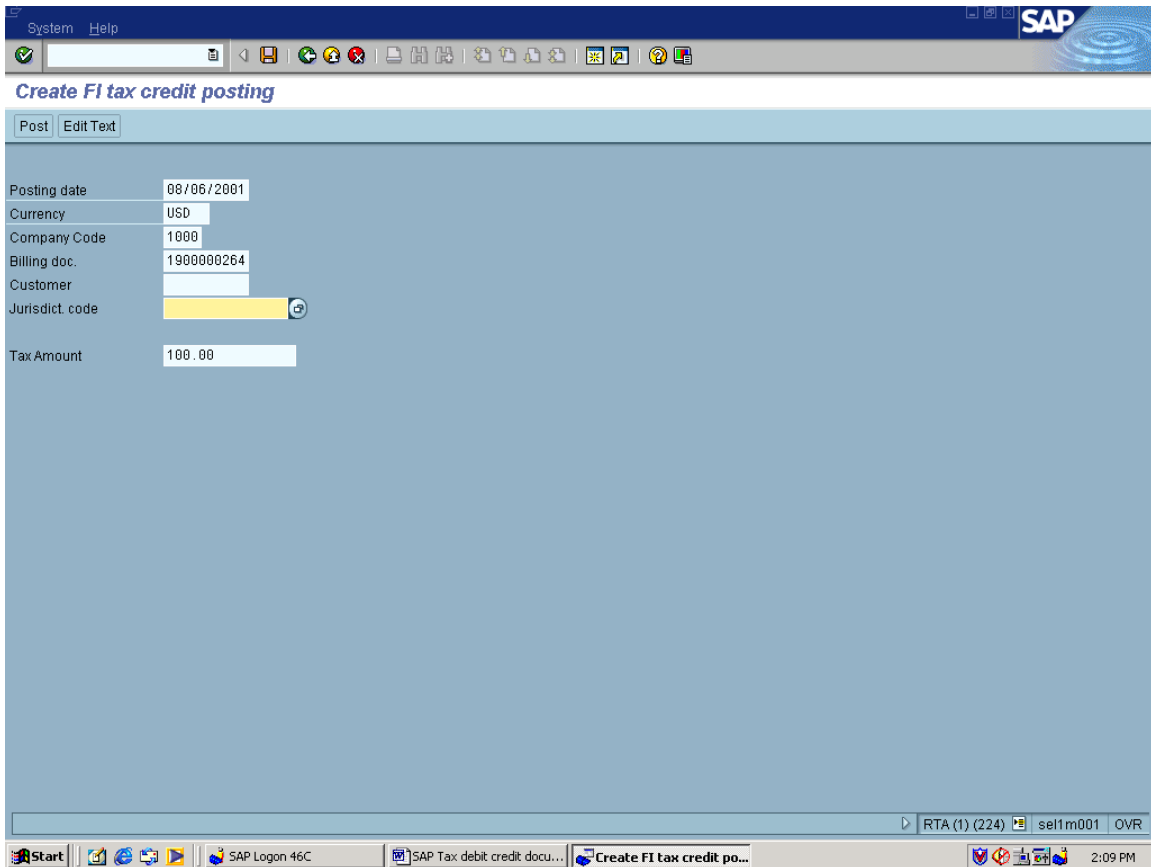 System Help
SAP
Create FI tax credit posting
Post Edit Text
Posting date 08/06/2001
Currency USD
Company Code 1000
Billing doc. 1900000264
Customer
Jurisdict. code
Tax Amount 100.00
RTA (1) (224) sel1m001 OVR
Start SAP Logon 46C SAP Tax debit credit docu... Create FI tax credit po... 2:09 PM